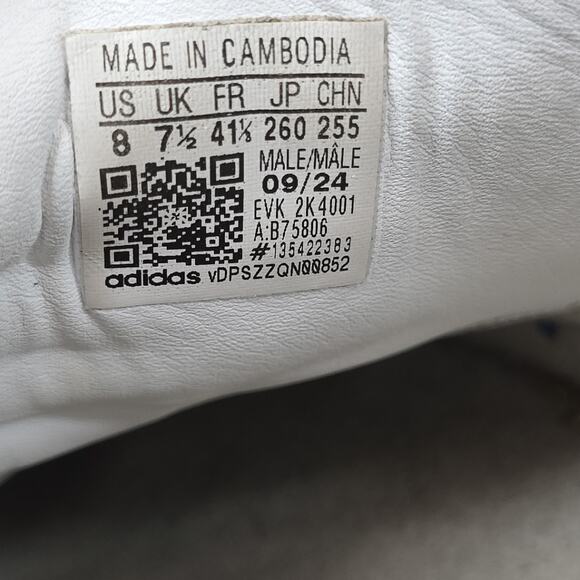 MADE IN CAMBODIA
US UK FR JP CHN
8 7½ 41⅓ 260 255
MALE/MÂLE
09/24
EVK 2K4001
A:B75806
#135422383
adidas vDPSZZQN00852